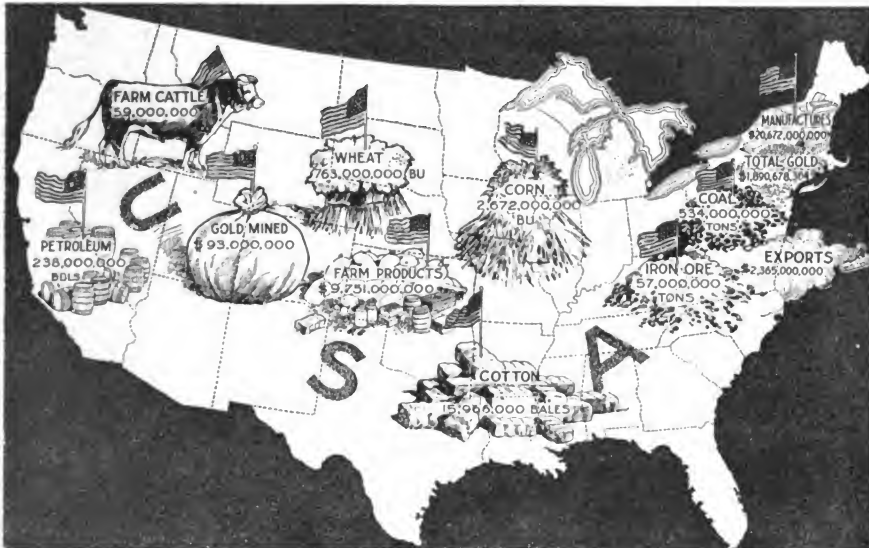 FARM CATTLE
59,000,000
WHEAT
763,000,000 BU
CORN
2,672,000,000
BU
MANUFACTURES
$20,672,000,000
TOTAL GOLD
$1,890,678,304
COAL
534,000,000
TONS
PETROLEUM
238,000,000
BBLS
GOLD MINED
$93,000,000
FARM PRODUCTS
$9,751,000,000
IRON ORE
57,000,000
TONS
EXPORTS
2,365,000,000
COTTON
BALES
U
S
A